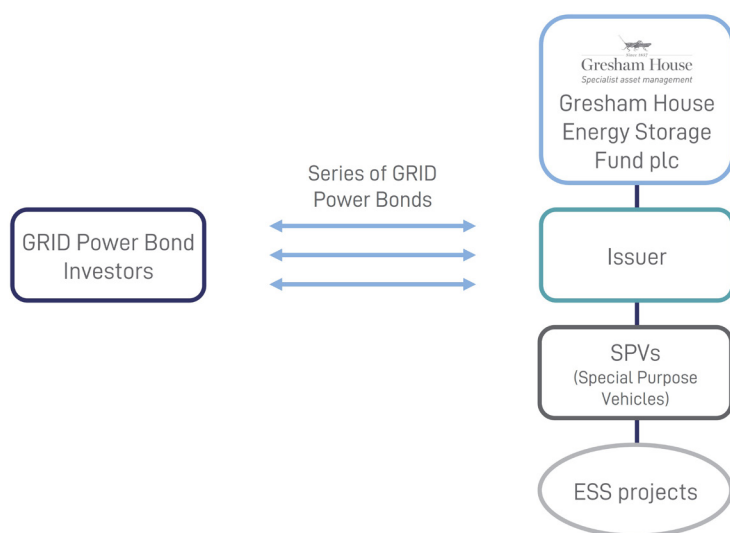 Since 1857
Gresham House
Specialist asset management
Gresham House
Energy Storage
Fund plc
Series of GRID
Power Bonds
GRID Power Bond
Investors
Issuer
SPVs
(Special Purpose
Vehicles)
ESS projects